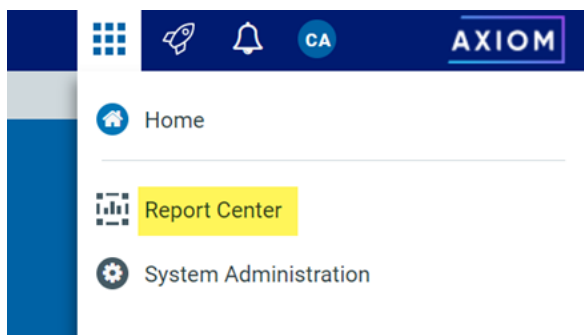 CA
AXIOM
Home
Report Center
System Administration